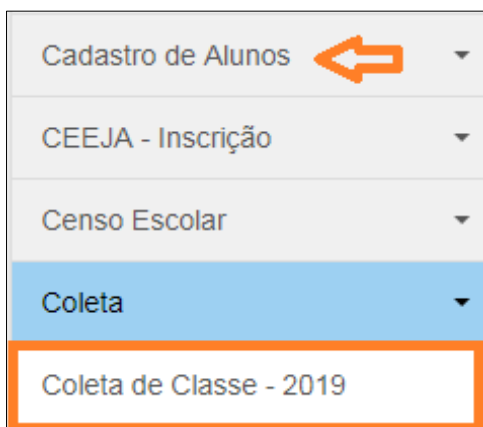 Cadastro de Alunos
CEEJA - Inscrição
Censo Escolar
Coleta
Coleta de Classe - 2019